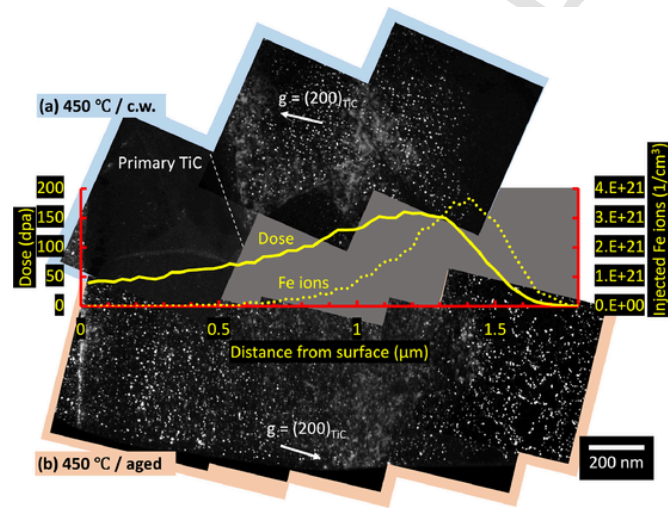 (a) 450 ℃ / c.w.
g = (200)TiC
Primary TiC
200
150
100
50
0
Dose (dpa)
4.E+21
3.E+21
2.E+21
1.E+21
0.E+00
Injected Fe ions (1/cm³)
Dose
Fe ions
0 0.5 1 1.5
Distance from surface (μm)
g = (200)TiC
(b) 450 ℃ / aged
200 nm